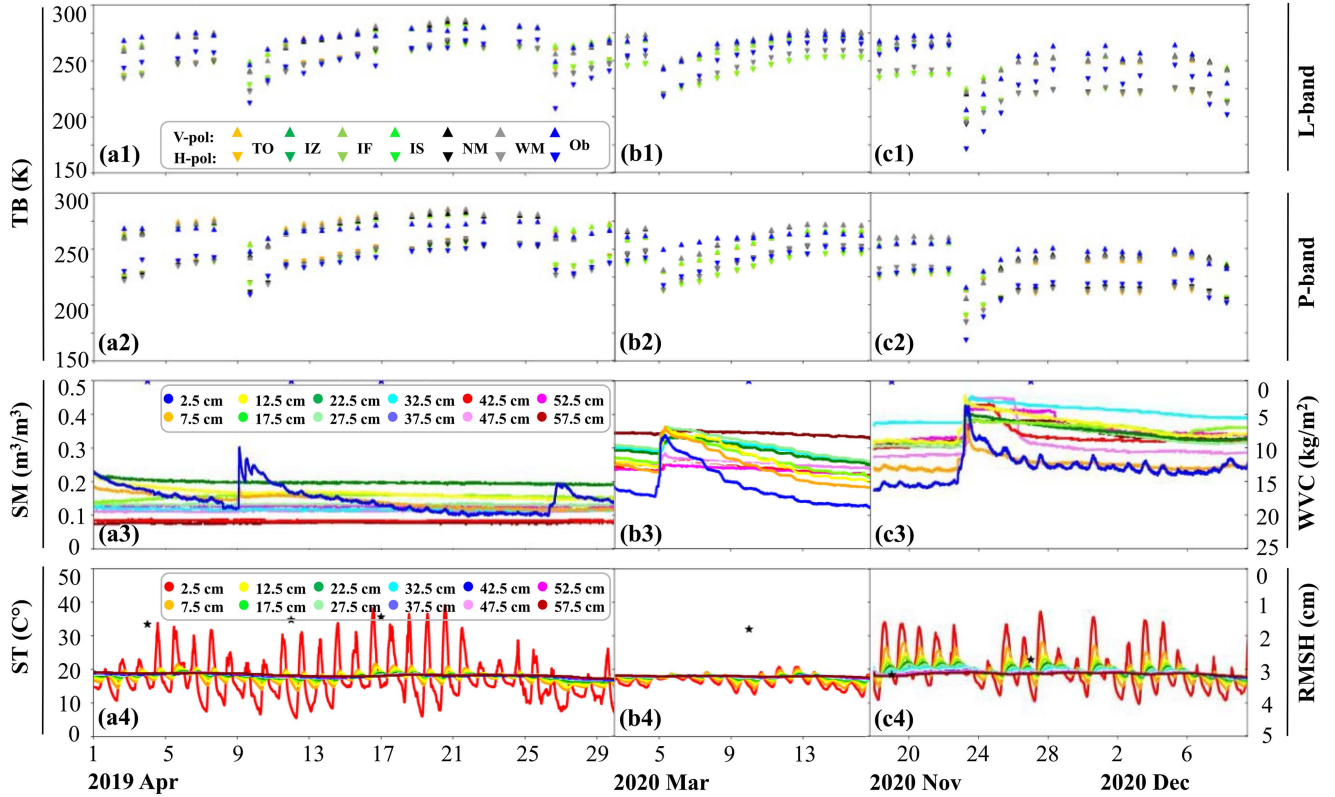 300
250
200
150
TB (K)
L-band
V-pol:
H-pol:
TO
IZ
IF
IS
NM
WM
Ob
(a1)
(b1)
(c1)
300
250
200
150
P-band
(a2)
(b2)
(c2)
0.5
0.4
0.3
0.2
0.1
0
SM (m³/m³)
2.5 cm 12.5 cm 22.5 cm 32.5 cm 42.5 cm 52.5 cm
7.5 cm 17.5 cm 27.5 cm 37.5 cm 47.5 cm 57.5 cm
(a3)
(b3)
(c3)
0
5
10
15
20
25
WVC (kg/m²)
50
40
30
20
10
0
ST (C°)
2.5 cm 12.5 cm 22.5 cm 32.5 cm 42.5 cm 52.5 cm
7.5 cm 17.5 cm 27.5 cm 37.5 cm 47.5 cm 57.5 cm
(a4)
(b4)
(c4)
0
1
2
3
4
5
RMSH (cm)
1 5 9 13 17 21 25 29 5 9 13 20 24 28 2 6
2019 Apr 2020 Mar 2020 Nov 2020 Dec